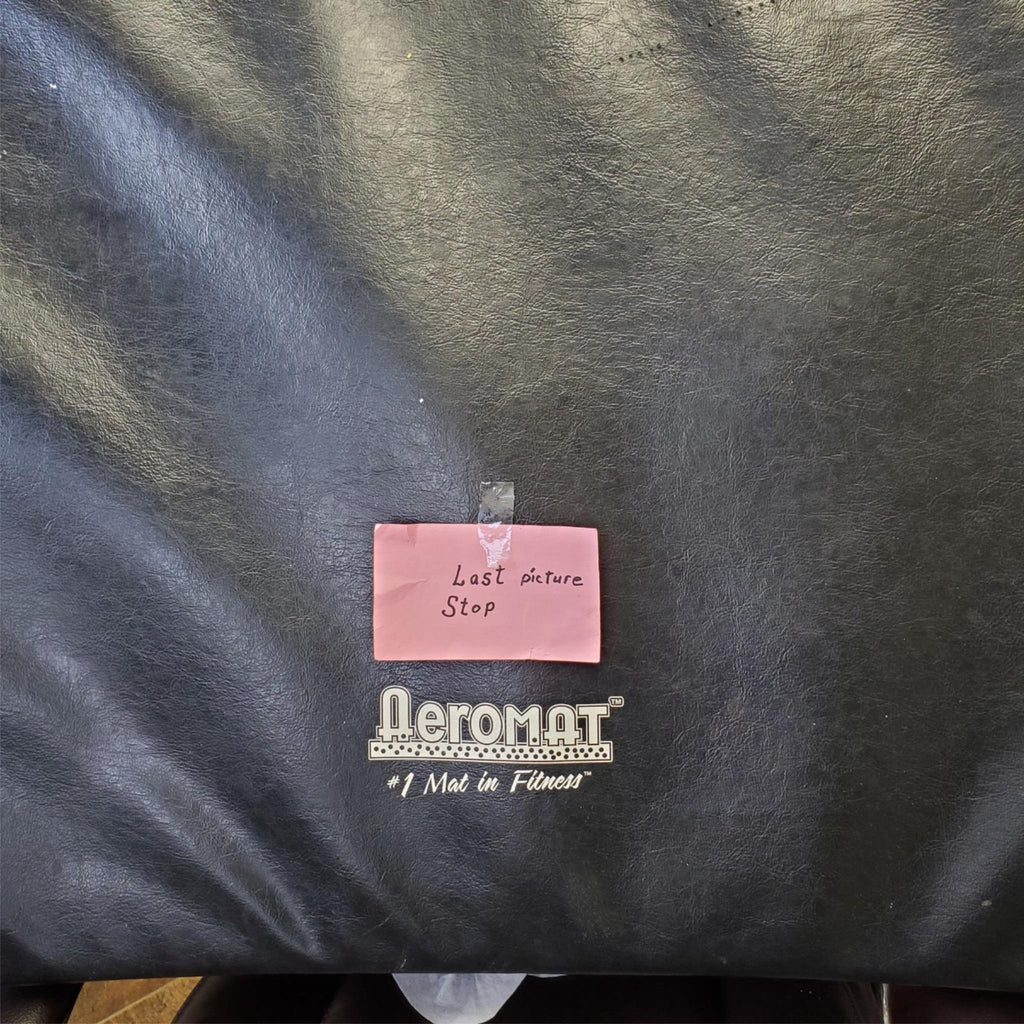 Last picture
Stop
AeroMAT™
#1 Mat in Fitness™